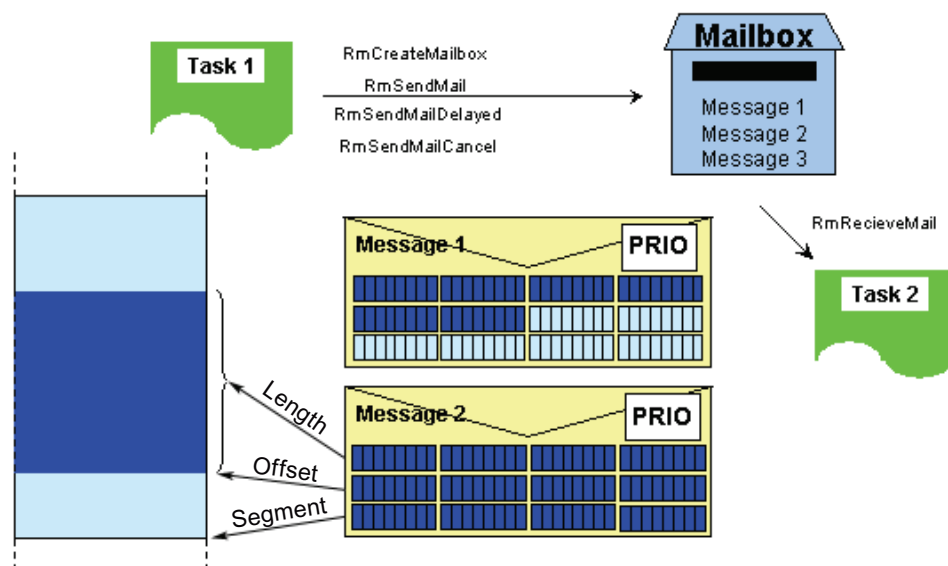 Task 1
RmCreateMailbox
RmSendMail
RmSendMailDelayed
RmSendMailCancel
Mailbox
Message 1
Message 2
Message 3
RmRecieveMail
Task 2
Message 1
PRIO
Message 2
PRIO
Length
Offset
Segment